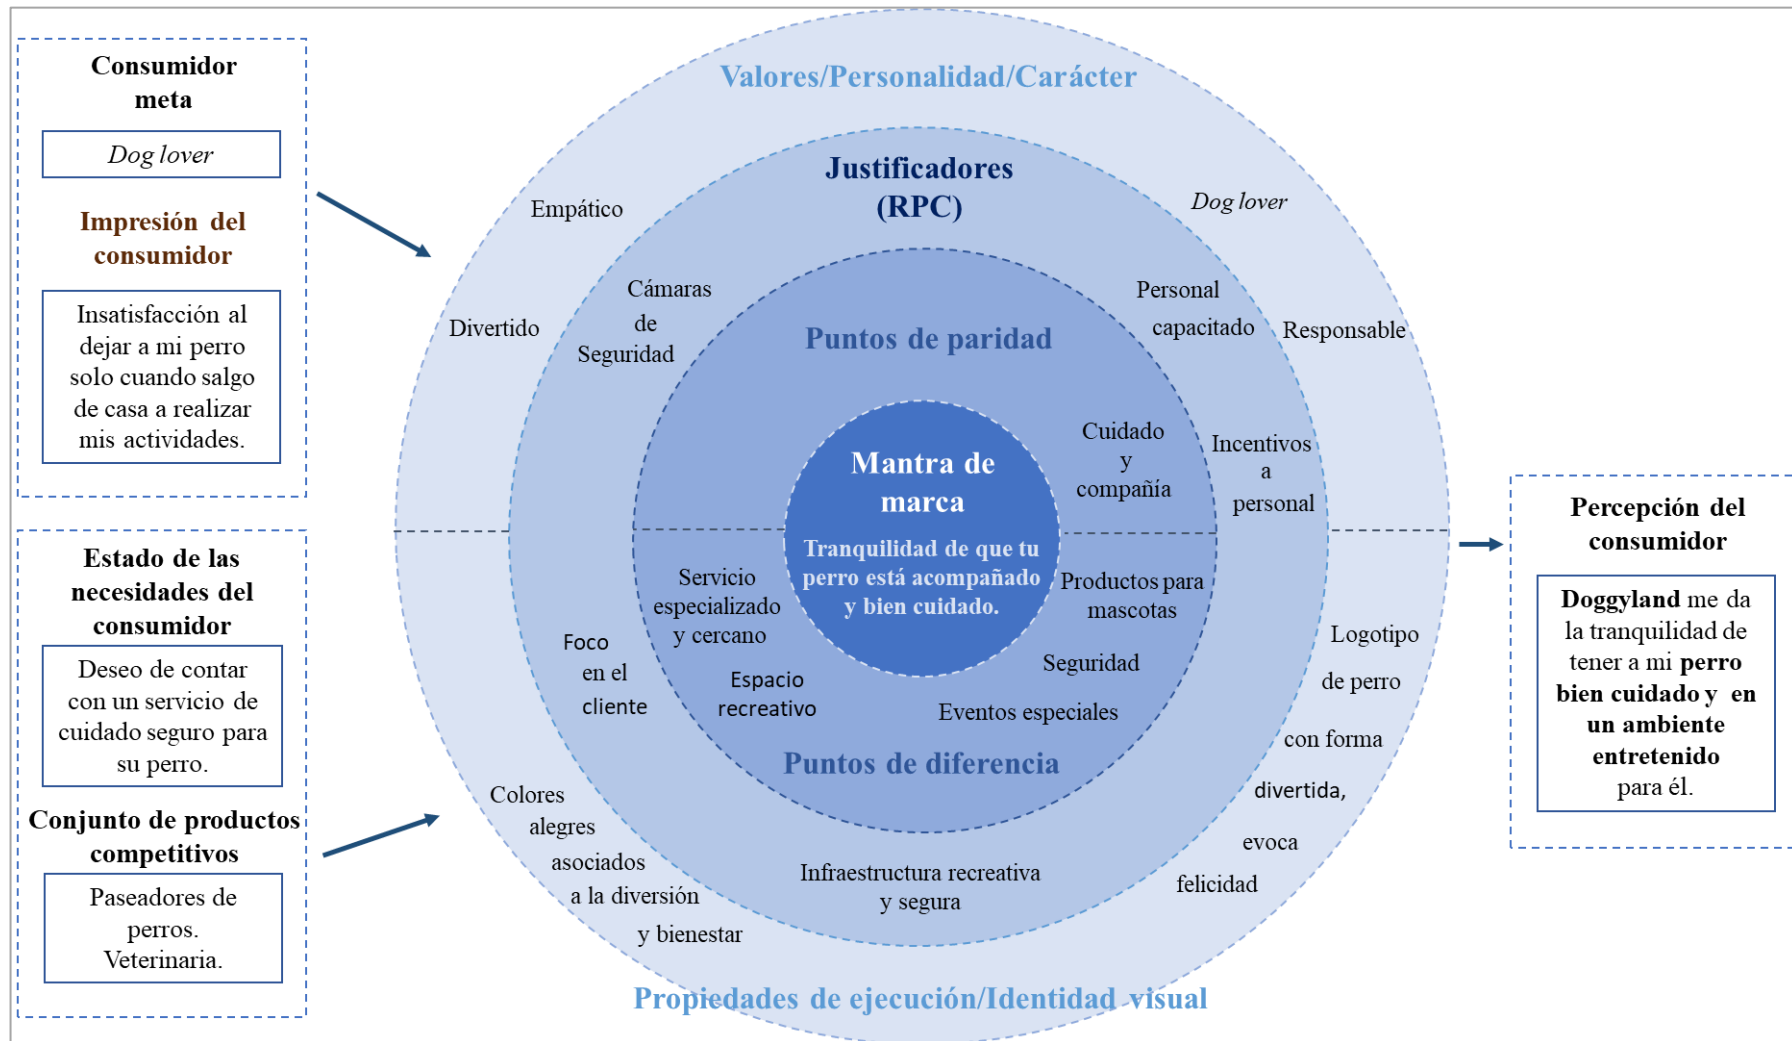 Consumidor
meta
Dog lover
Impresión del
consumidor
Insatisfacción al
dejar a mi perro
solo cuando salgo
de casa a realizar
mis actividades.
Estado de las
necesidades del
consumidor
Deseo de contar
con un servicio de
cuidado seguro para
su perro.
Conjunto de productos
competitivos
Paseadores de
perros.
Veterinaria.
Valores/Personalidad/Carácter
Empático
Divertido
Dog lover
Responsable
Justificadores
(RPC)
Cámaras
de
Seguridad
Personal
capacitado
Incentivos
a
personal
Puntos de paridad
Cuidado
y
compañía
Mantra de
marca
Tranquilidad de que tu
perro está acompañado
y bien cuidado.
Servicio
especializado
y cercano
Espacio
recreativo
Productos para
mascotas
Seguridad
Eventos especiales
Puntos de diferencia
Foco
en el
cliente
Infraestructura recreativa
y segura
Colores
alegres
asociados
a la diversión
y bienestar
Logotipo
de perro
con forma
divertida,
evoca
felicidad
Propiedades de ejecución/Identidad visual
Percepción del
consumidor
Doggyland me da
la tranquilidad de
tener a mi perro
bien cuidado y en
un ambiente
entretenido
para él.